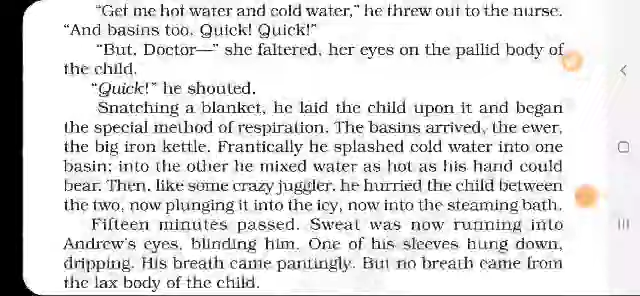 "Get me hot water and cold water," he threw out to the nurse.
"And basins too. Quick! Quick!"
"But, Doctor—" she faltered, her eyes on the pallid body of
the child.
"Quick!" he shouted.
Snatching a blanket, he laid the child upon it and began
the special method of respiration. The basins arrived, the ewer,
the big iron kettle. Frantically he splashed cold water into one
basin; into the other he mixed water as hot as his hand could
bear. Then, like some crazy juggler, he hurried the child between
the two, now plunging it into the icy, now into the steaming bath.
Fifteen minutes passed. Sweat was now running into
Andrew's eyes, blinding him. One of his sleeves hung down,
dripping. His breath came pantingly. But no breath came from
the lax body of the child.